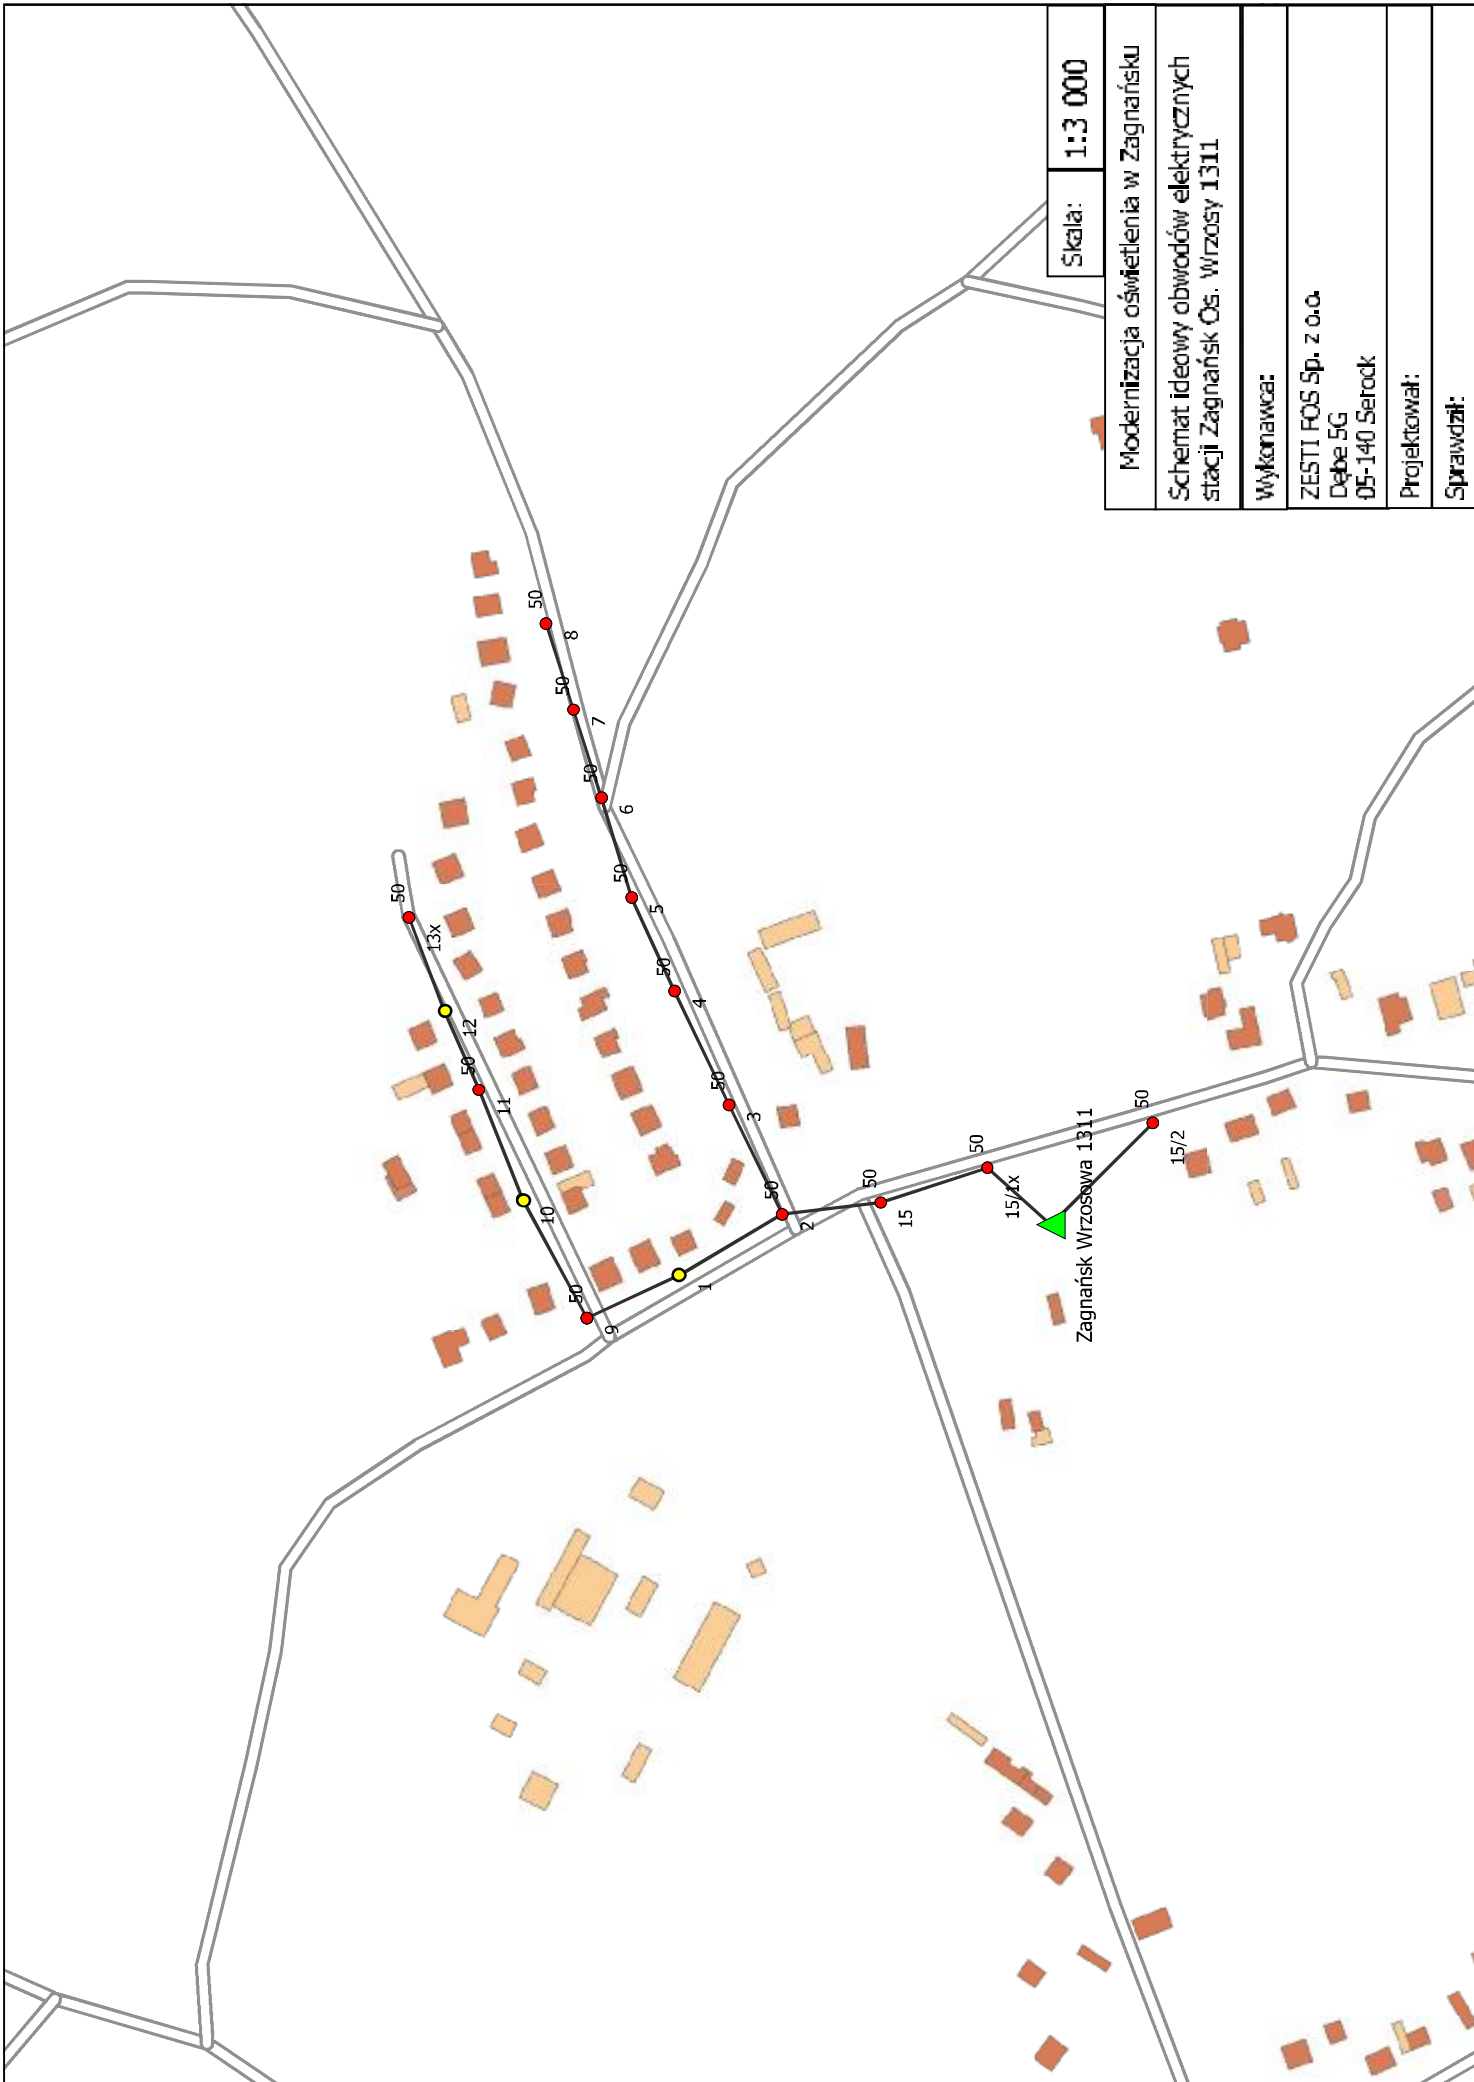 Skala: 1:3 000
Modernizacja oświetlenia w Zagnańsku
Schemat ideowy obwodów elektrycznych
stacji Zagnańsk Os. Wrzosy 1311
Wykonawca:
ZESTI FOS Sp. z o.o.
Dębe 5G
05-140 Serock
Projektował:
Sprawdził:
50
13x
12
50
11
10
50
9
1
50
2
50
3
50
4
50
5
50
6
50
7
50
8
50
15
50
15/1x
50
15/2
Zagnańsk Wrzosowa 1311